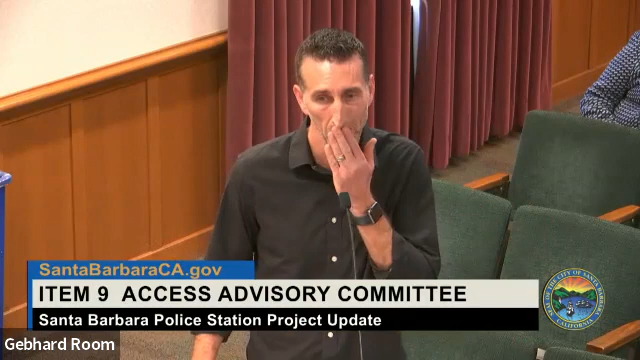 SantaBarbaraCA.gov
ITEM 9 ACCESS ADVISORY COMMITTEE
Santa Barbara Police Station Project Update
Gebhard Room